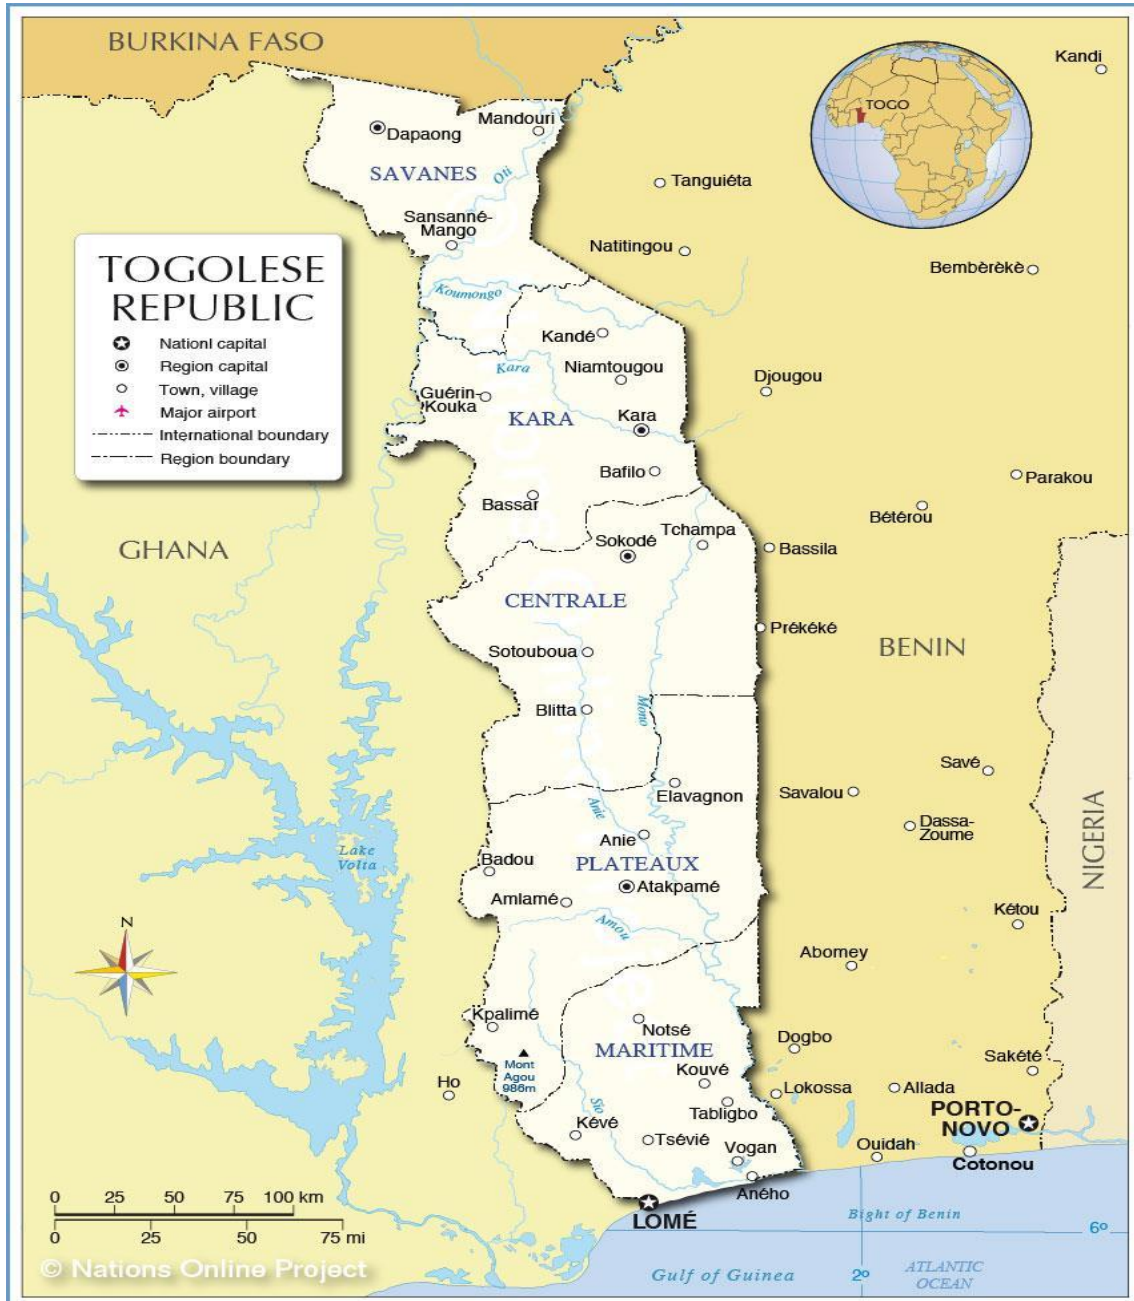 BURKINA FASO
Kandi
TOGO
Mandouri
Dapaong
SAVANES
Oti
Tanguiéta
Sansanné-
Mango
Natitingou
Bembèrèkè
TOGOLESE
REPUBLIC
Nationl capital
Region capital
Town, village
Major airport
International boundary
Region boundary
Koumongo
Kandé
Kara
Niamtougou
Djougou
Guérin-
Kouka
KARA
Kara
Bafilo
Parakou
Bassar
Bétérou
Tchampa
Sokodé
Bassila
GHANA
CENTRALE
Prékéké
BENIN
Sotouboua
Mono
Blitta
Savé
Elavagnon
Savalou
Anie
Dassa-
Zoume
NIGERIA
Anie
Lake
Volta
Badou
PLATEAUX
Atakpamé
Amlamé
Kétou
N
Amou
Abomey
Kpalimé
Notsé
Dogbo
MARITIME
Sakété
Mont
Agou
986m
Kouvé
Ho
Lokossa
Allada
Sio
Tabligbo
PORTO-
NOVO
Kévé
Tsévié
Vogan
Ouidah
Cotonou
Aného
0 25 50 75 100 km
LOMÉ
Bight of Benin
6°
0 25 50 75 mi
© Nations Online Project
Gulf of Guinea
2°
ATLANTIC
OCEAN